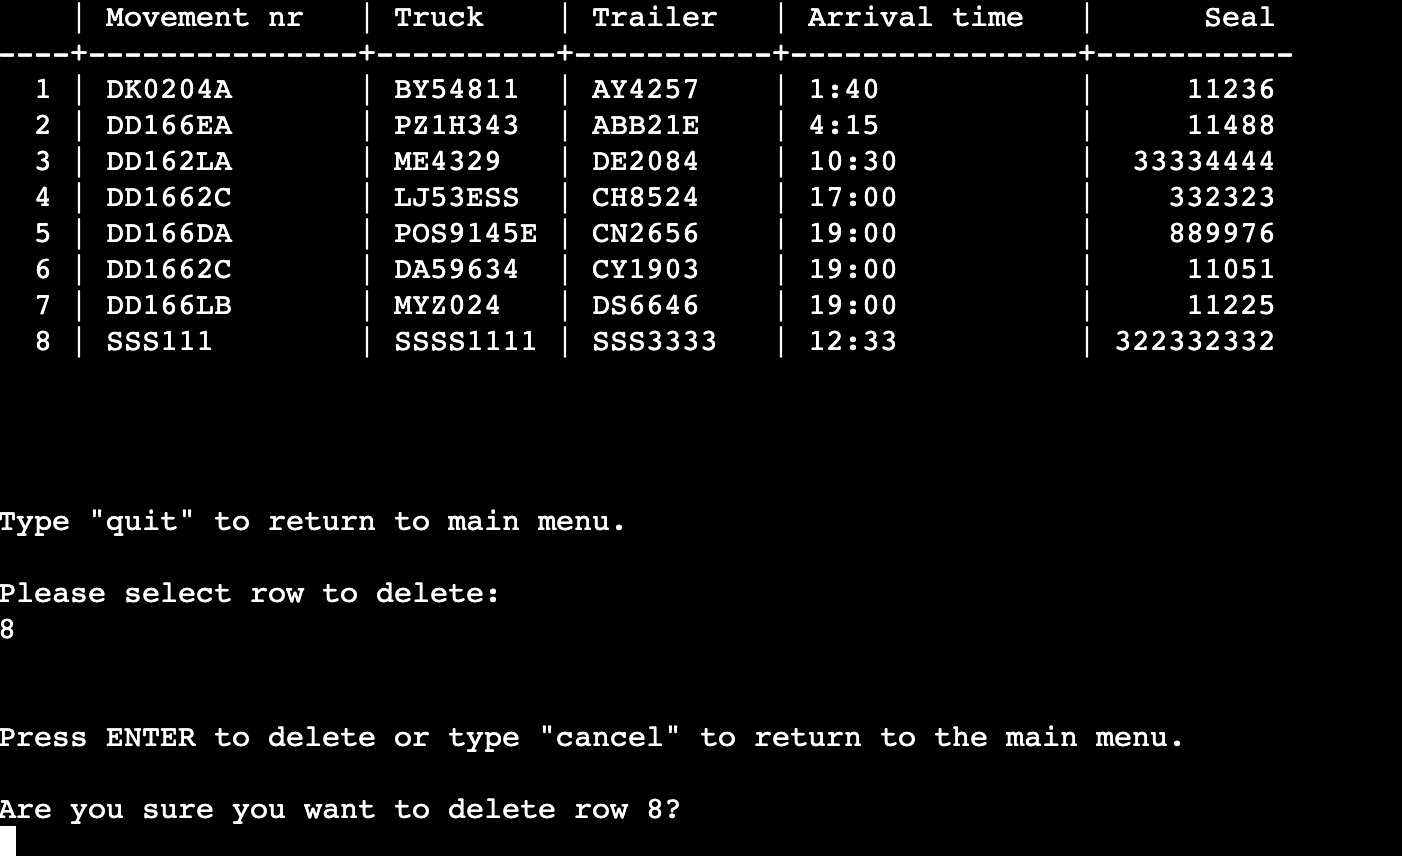 | Movement nr   | Truck    | Trailer   | Arrival time   |      Seal
----+---------------+----------+-----------+----------------+-----------
  1 | DK0204A       | BY54811  | AY4257    | 1:40           |     11236
  2 | DD166EA       | PZ1H343  | ABB21E    | 4:15           |     11488
  3 | DD162LA       | ME4329   | DE2084    | 10:30          |  33334444
  4 | DD1662C       | LJ53ESS  | CH8524    | 17:00          |    332323
  5 | DD166DA       | POS9145E | CN2656    | 19:00          |    889976
  6 | DD1662C       | DA59634  | CY1903    | 19:00          |     11051
  7 | DD166LB       | MYZ024   | DS6646    | 19:00          |     11225
  8 | SSS111        | SSSS1111 | SSS3333   | 12:33          | 322332332
Type "quit" to return to main menu.
Please select row to delete:
8
Press ENTER to delete or type "cancel" to return to the main menu.
Are you sure you want to delete row 8?